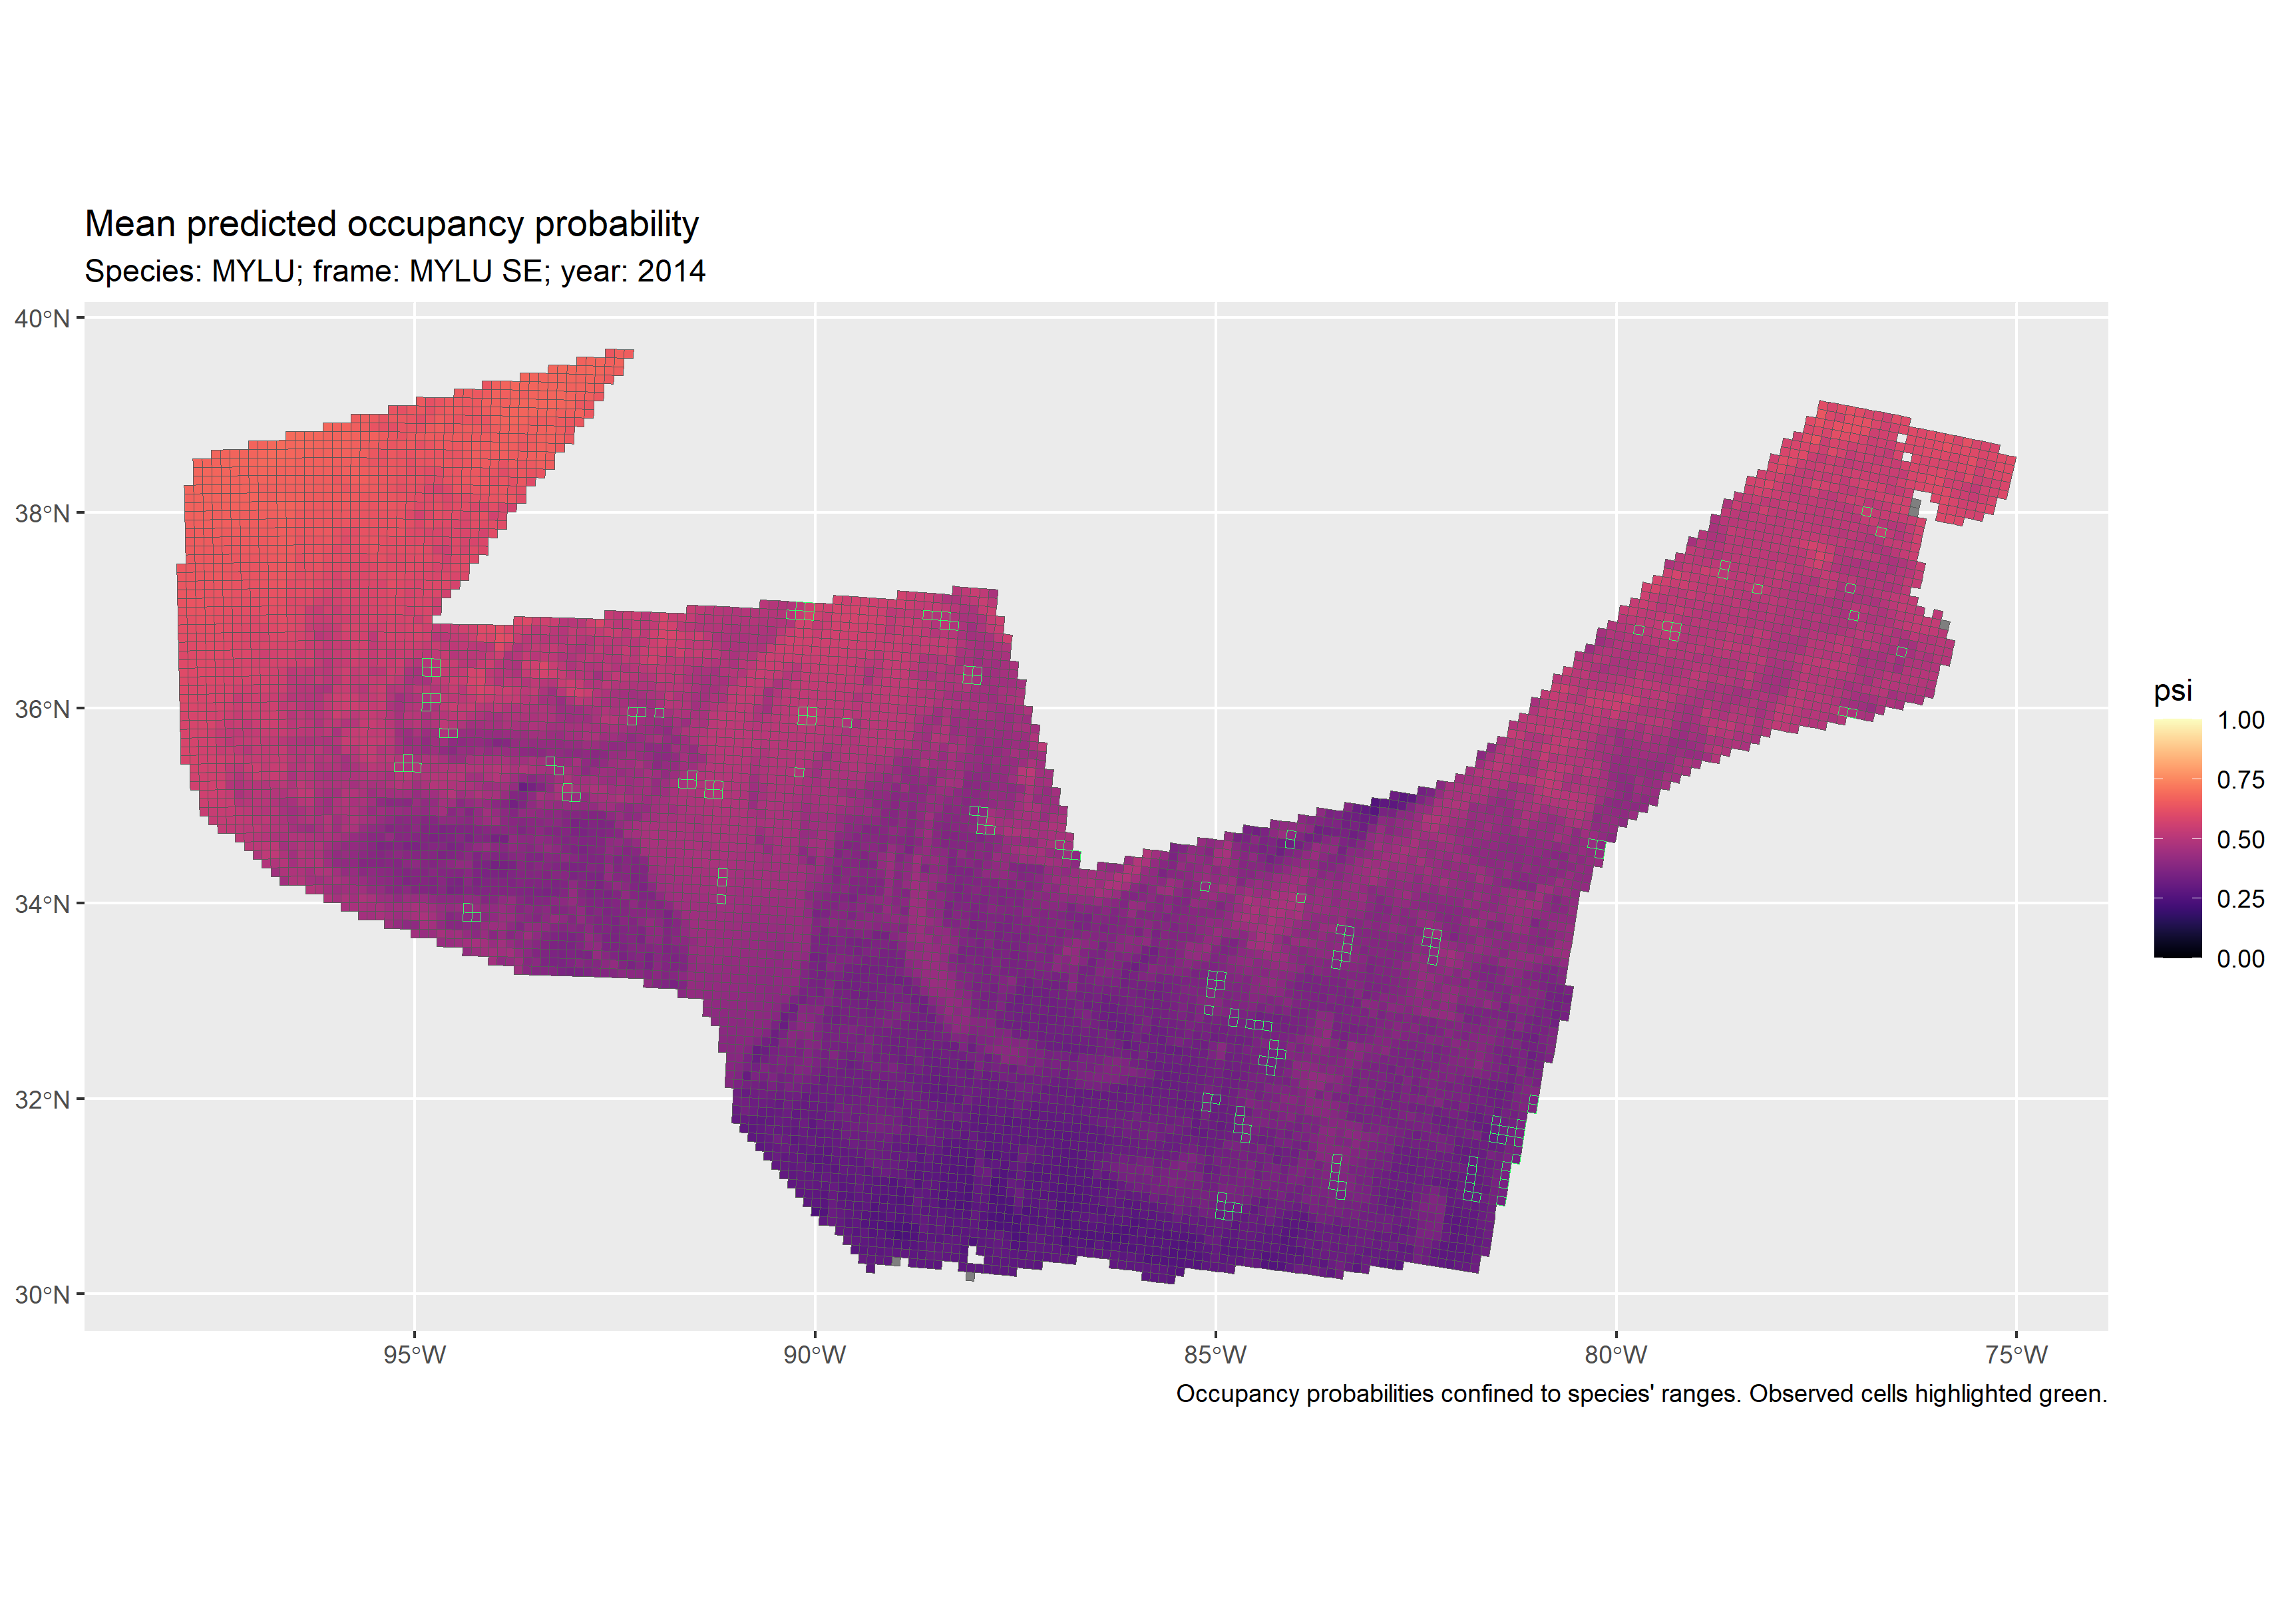 Mean predicted occupancy probability
Species: MYLU; frame: MYLU SE; year: 2014
40°N
38°N
36°N
34°N
32°N
30°N
95°W
90°W
85°W
80°W
75°W
psi
1.00
0.75
0.50
0.25
0.00
Occupancy probabilities confined to species' ranges. Observed cells highlighted green.